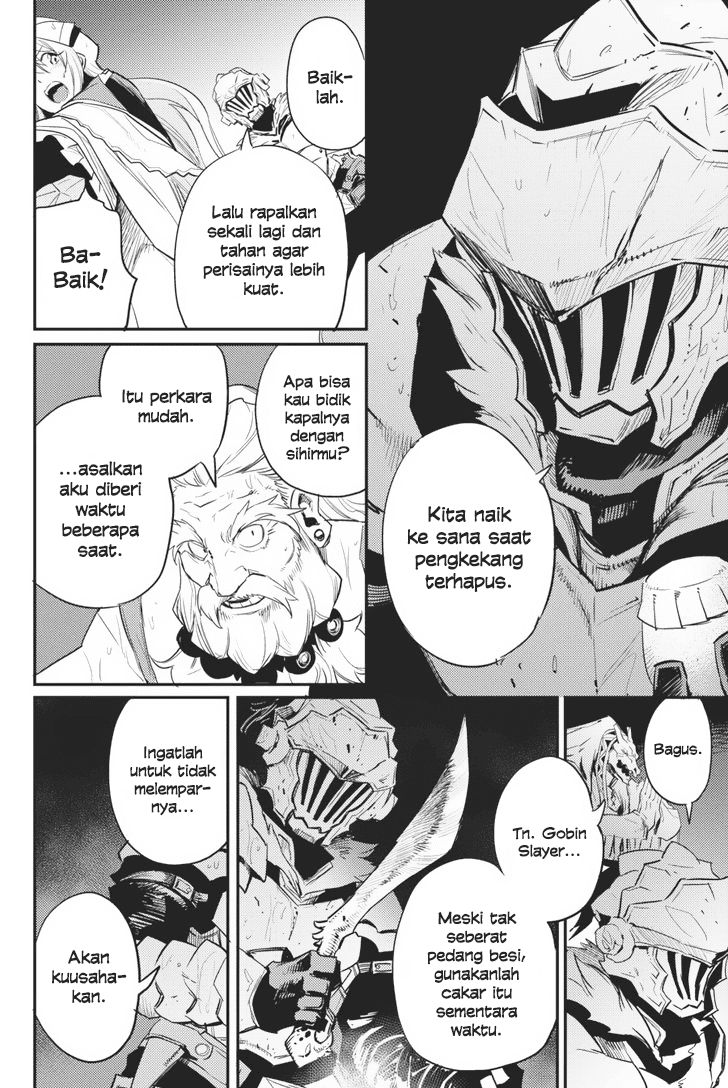 Kita naik
ke sana saat
pengkekang
terhapus.
Baik-
lah.
Lalu rapalkan
sekali lagi dan
tahan agar
perisainya lebih
kuat.
Ba-
Baik!
Apa bisa
kau bidik
kapalnya
dengan
sihirmu?
Itu perkara
mudah.
...asalkan
aku diberi
waktu
beberapa
saat.
Bagus.
Tn. Gobin
Slayer...
Meski tak
seberat
pedang besi,
gunakanlah
cakar itu
sementara
waktu.
Ingatlah
untuk tidak
melempar-
nya...
Akan
kuusaha-
kan.